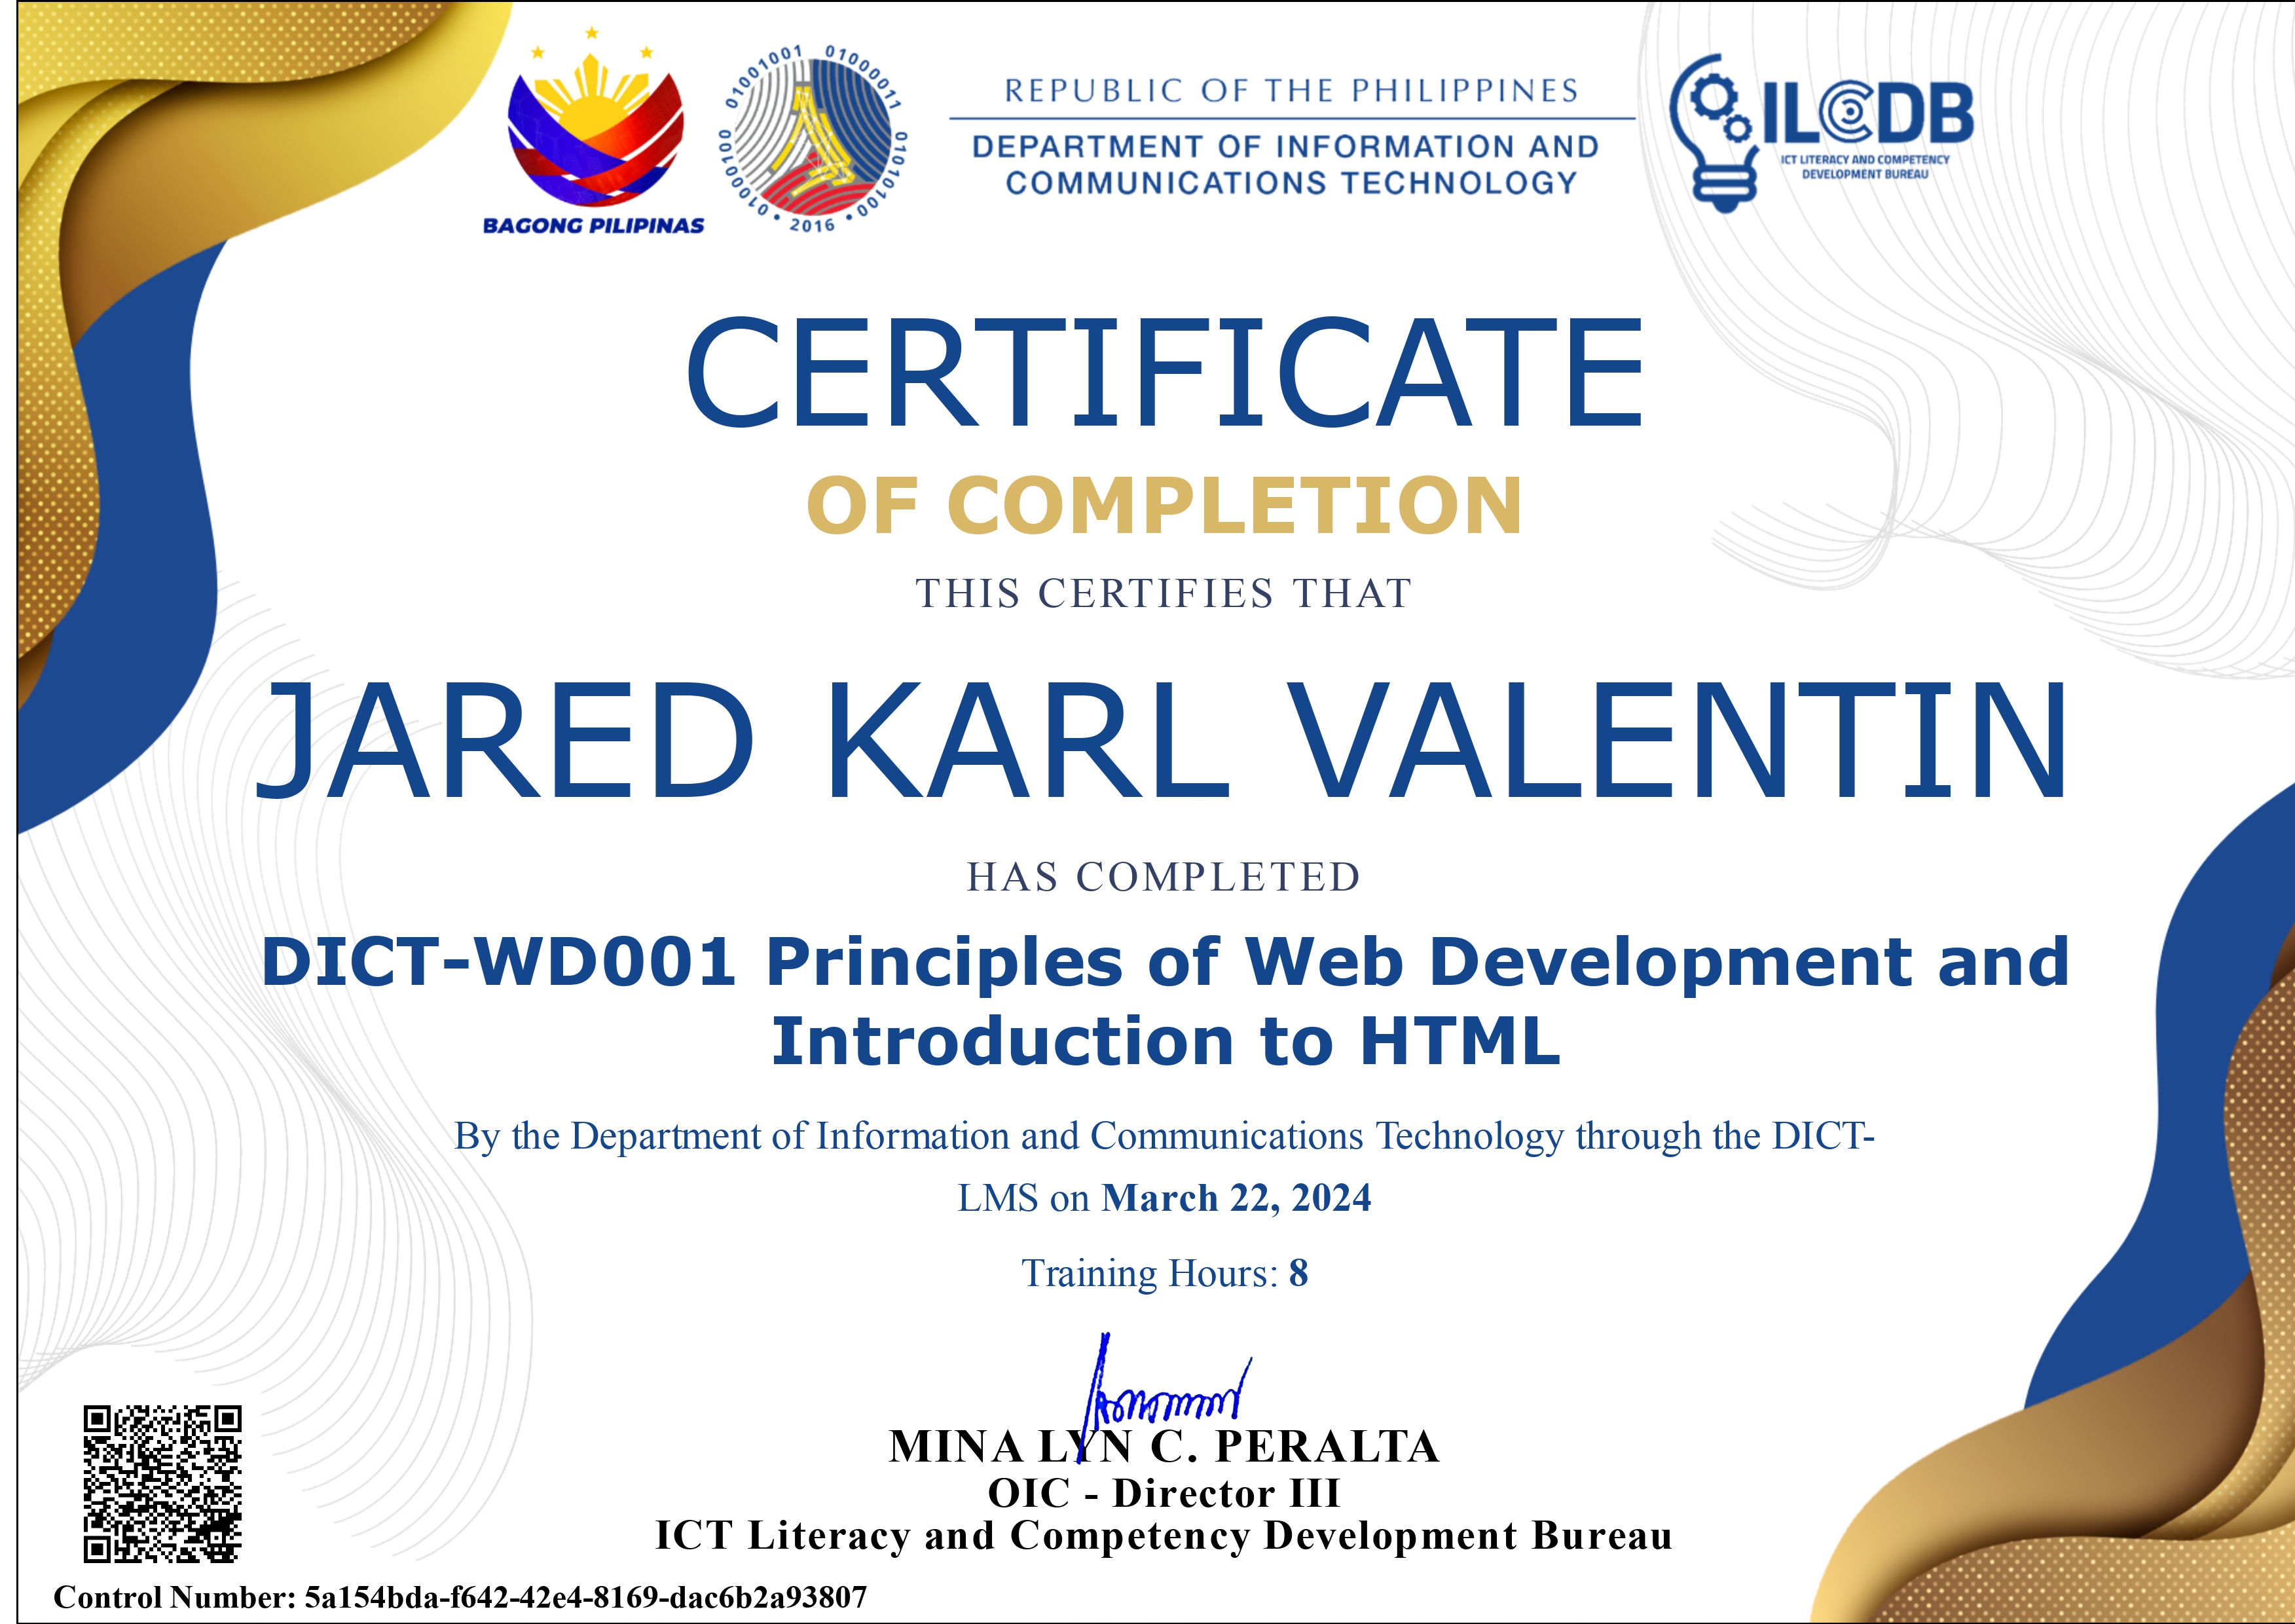 BAGONG PILIPINAS
01001001 01000011 01010100 01000100 • 2016 •
REPUBLIC OF THE PHILIPPINES
DEPARTMENT OF INFORMATION AND
COMMUNICATIONS TECHNOLOGY
ILCDB
ICT LITERACY AND COMPETENCY
DEVELOPMENT BUREAU
CERTIFICATE
OF COMPLETION
THIS CERTIFIES THAT
JARED KARL VALENTIN
HAS COMPLETED
DICT-WD001 Principles of Web Development and
Introduction to HTML
By the Department of Information and Communications Technology through the DICT-
LMS on March 22, 2024
Training Hours: 8
MINA LYN C. PERALTA
OIC - Director III
ICT Literacy and Competency Development Bureau
Control Number: 5a154bda-f642-42e4-8169-dac6b2a93807